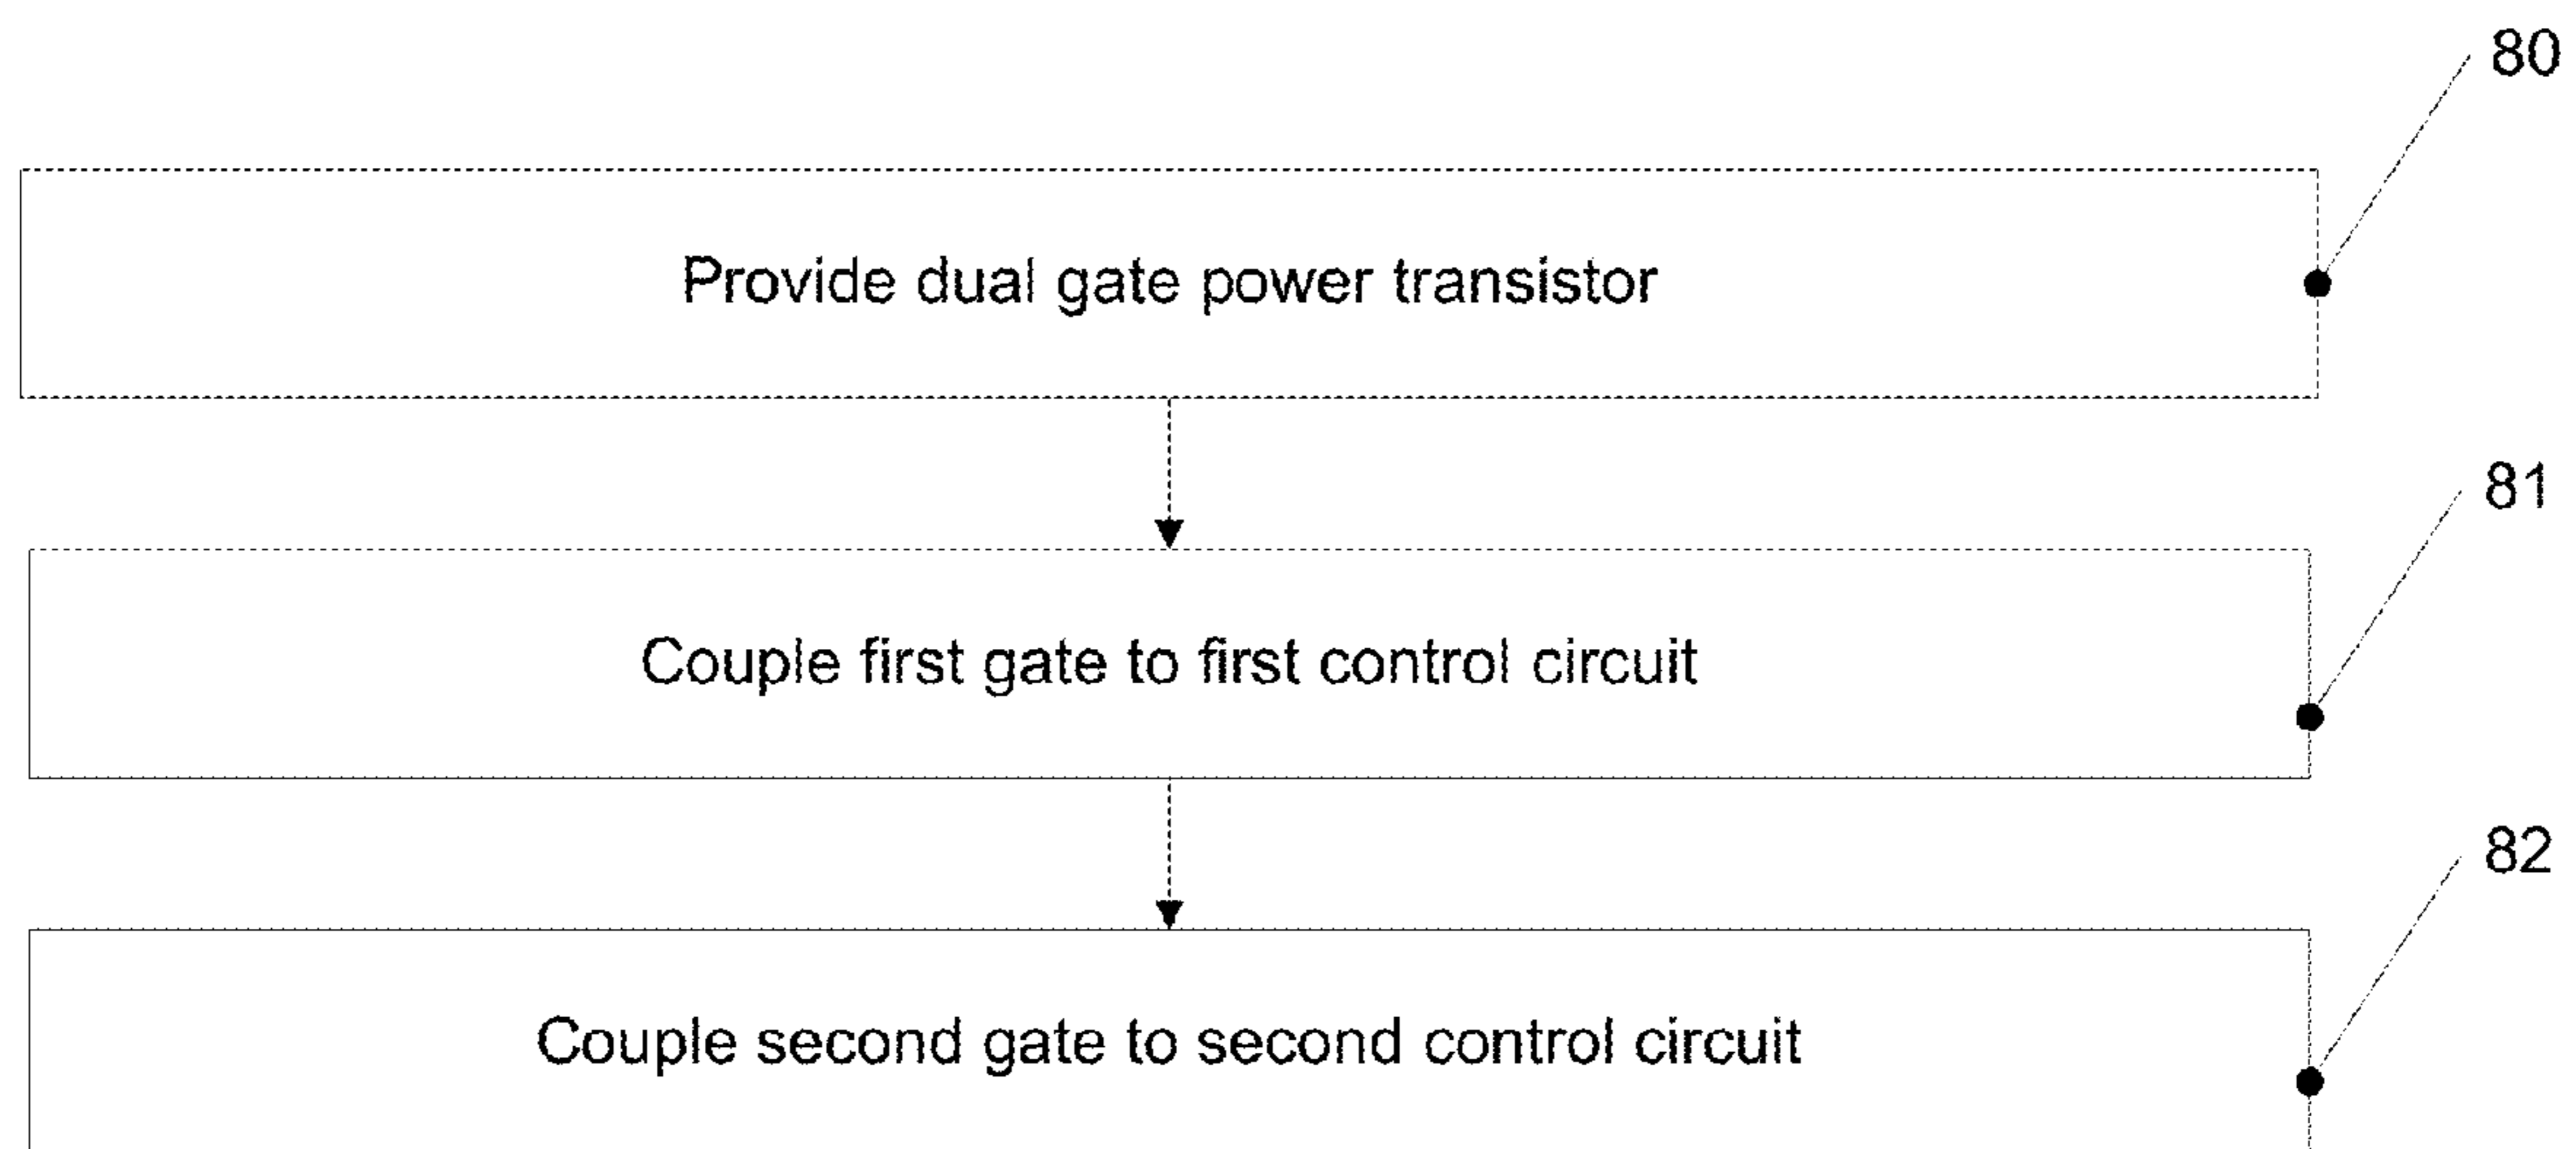 80
Provide dual gate power transistor
81
Couple first gate to first control circuit
82
Couple second gate to second control circuit